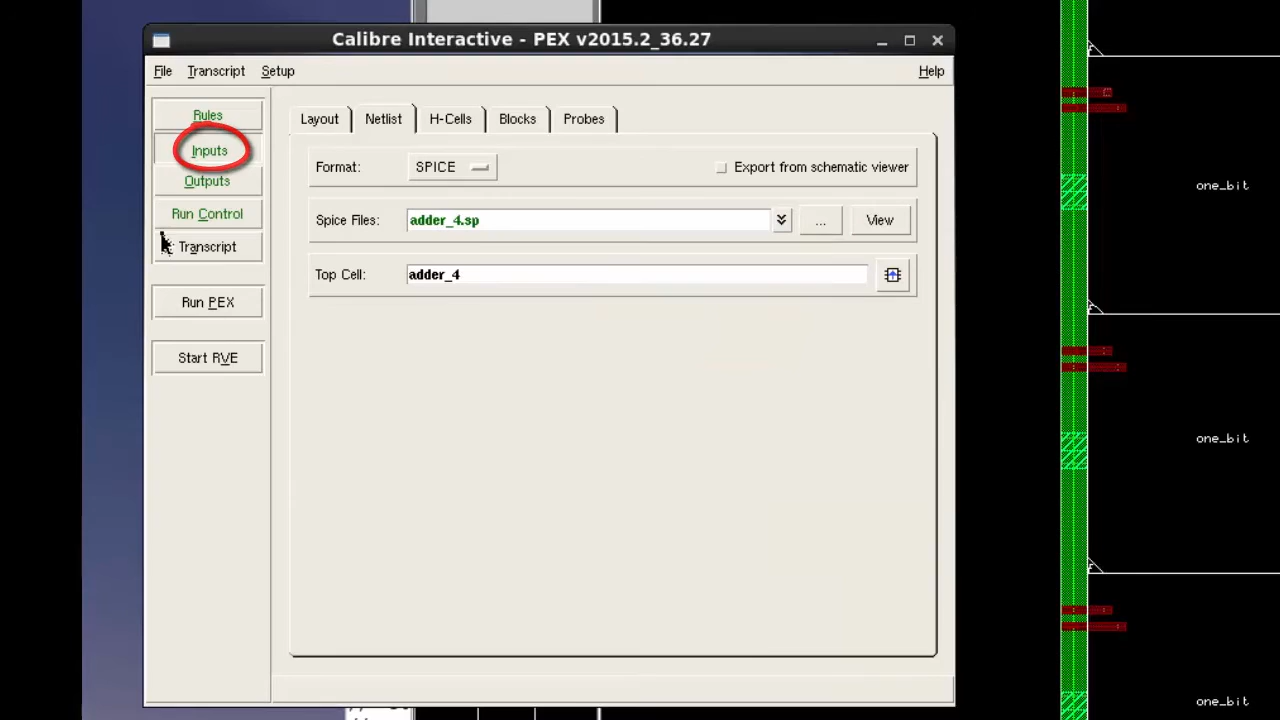 Calibre Interactive - PEX v2015.2_36.27
File Transcript Setup Help
Rules
Inputs
Outputs
Run Control
Transcript
Run PEX
Start RVE
Layout Netlist H-Cells Blocks Probes
Format: SPICE Export from schematic viewer
Spice Files: adder_4.sp ... View
Top Cell: adder_4
one_bit
one_bit
one_bit